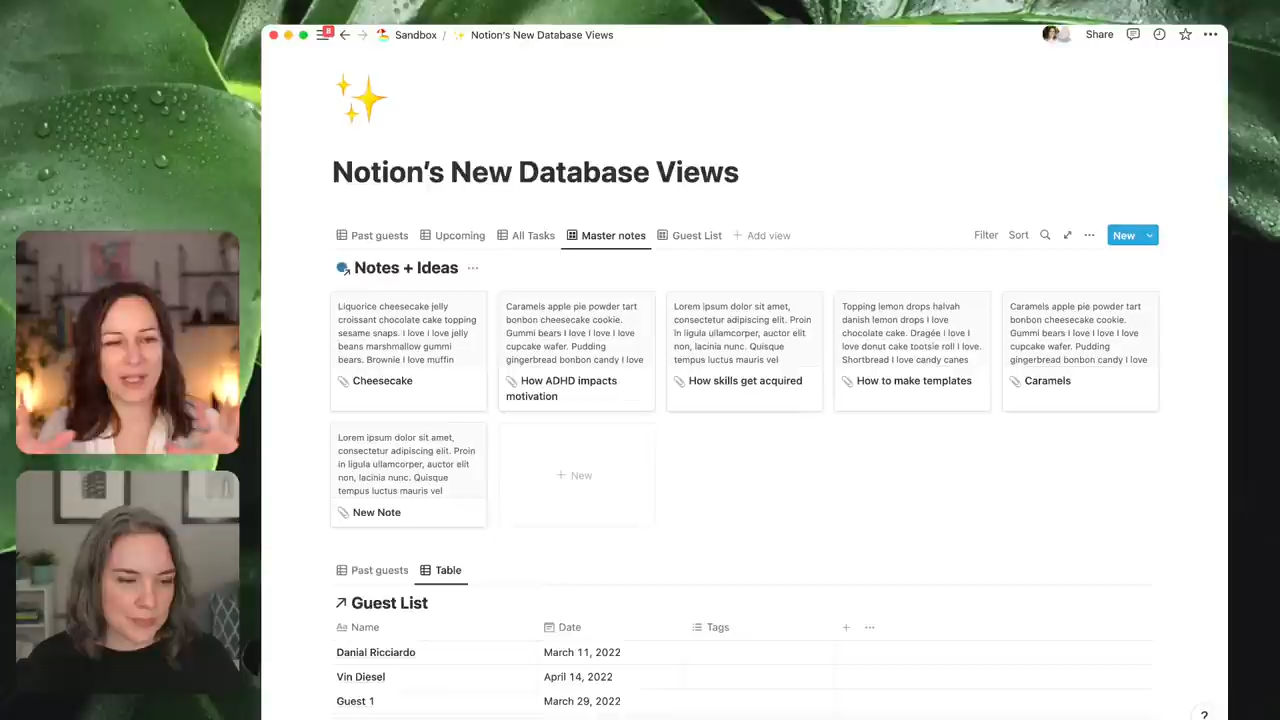 8
Sandbox / Notion's New Database Views
Share
Notion's New Database Views
Past guests Upcoming All Tasks Master notes Guest List + Add view
Filter Sort New
Notes + Ideas
Liquorice cheesecake jelly
croissant chocolate cake topping
sesame snaps. I love I love jelly
beans marshmallow gummi
bears. Brownie I love muffin
Cheesecake
Caramels apple pie powder tart
bonbon cheesecake cookie.
Gummi bears I love I love I love
cupcake wafer. Pudding
gingerbread bonbon candy I love
How ADHD impacts
motivation
Lorem ipsum dolor sit amet,
consectetur adipiscing elit. Proin
in ligula ullamcorper, auctor elit
non, lacinia nunc. Quisque
tempus luctus mauris vel
How skills get acquired
Topping lemon drops halvah
danish lemon drops I love
chocolate cake. Dragée I love I
love donut cake tootsie roll I love.
Shortbread I love candy canes
How to make templates
Caramels apple pie powder tart
bonbon cheesecake cookie.
Gummi bears I love I love I love
cupcake wafer. Pudding
gingerbread bonbon candy I love
Caramels
Lorem ipsum dolor sit amet,
consectetur adipiscing elit. Proin
in ligula ullamcorper, auctor elit
non, lacinia nunc. Quisque
tempus luctus mauris vel
New Note
+ New
Past guests Table
Guest List
Aa Name Date Tags + ...
Danial Ricciardo March 11, 2022
Vin Diesel April 14, 2022
Guest 1 March 29, 2022
?